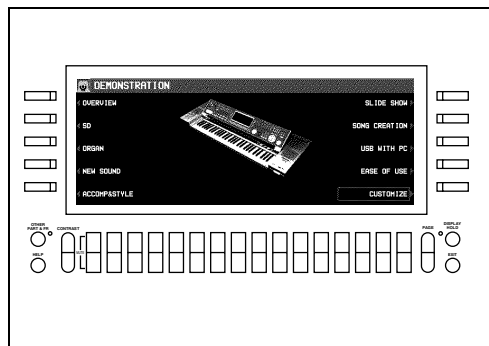 DEMONSTRATION
OVERVIEW
SLIDE SHOW
SD
SONG CREATION
ORGAN
USB WITH PC
NEW SOUND
EASE OF USE
ACCOMP&STYLE
CUSTOMIZE
OTHER
PART & FR
CONTRAST
PAGE
DISPLAY
HOLD
HELP
MUTE
EXIT